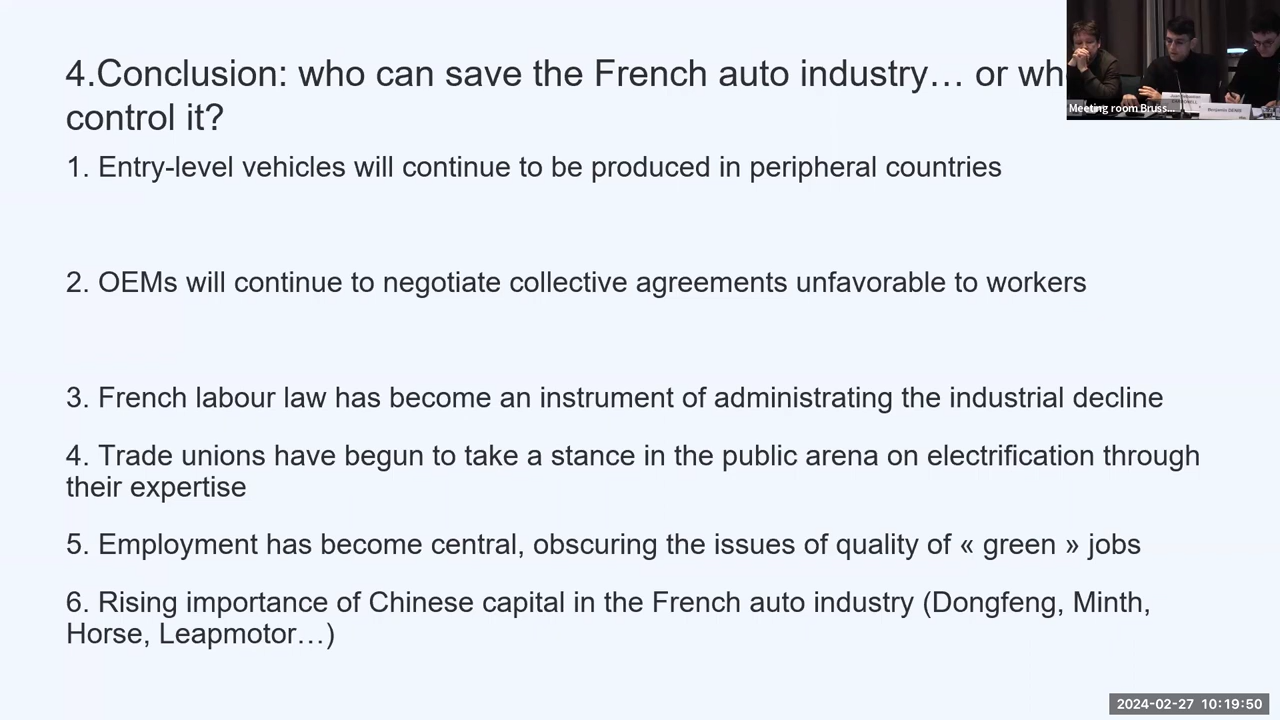 4.Conclusion: who can save the French auto industry… or
control it?
1. Entry-level vehicles will continue to be produced in peripheral countries
2. OEMs will continue to negotiate collective agreements unfavorable to workers
3. French labour law has become an instrument of administrating the industrial decline
4. Trade unions have begun to take a stance in the public arena on electrification through
their expertise
5. Employment has become central, obscuring the issues of quality of « green » jobs
6. Rising importance of Chinese capital in the French auto industry (Dongfeng, Minth,
Horse, Leapmotor…)
Meeting room Bruss...
2024-02-27 10:19:50